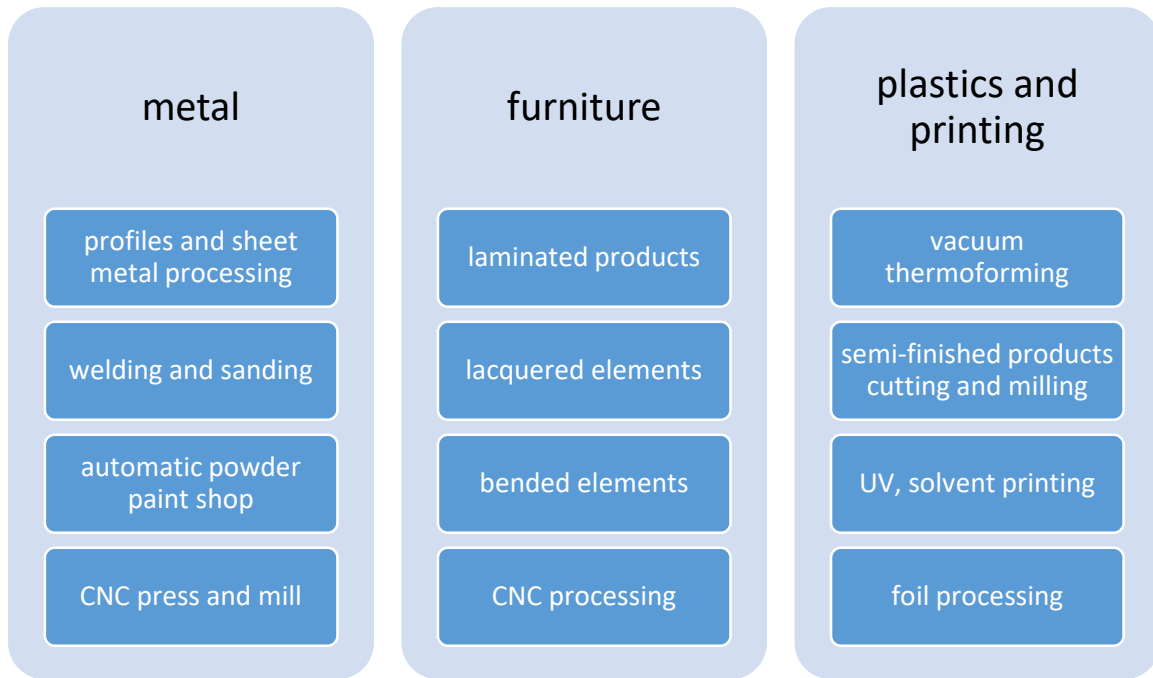 metal
profiles and sheet
metal processing
welding and sanding
automatic powder
paint shop
CNC press and mill
furniture
laminated products
lacquered elements
bended elements
CNC processing
plastics and
printing
vacuum
thermoforming
semi-finished products
cutting and milling
UV, solvent printing
foil processing